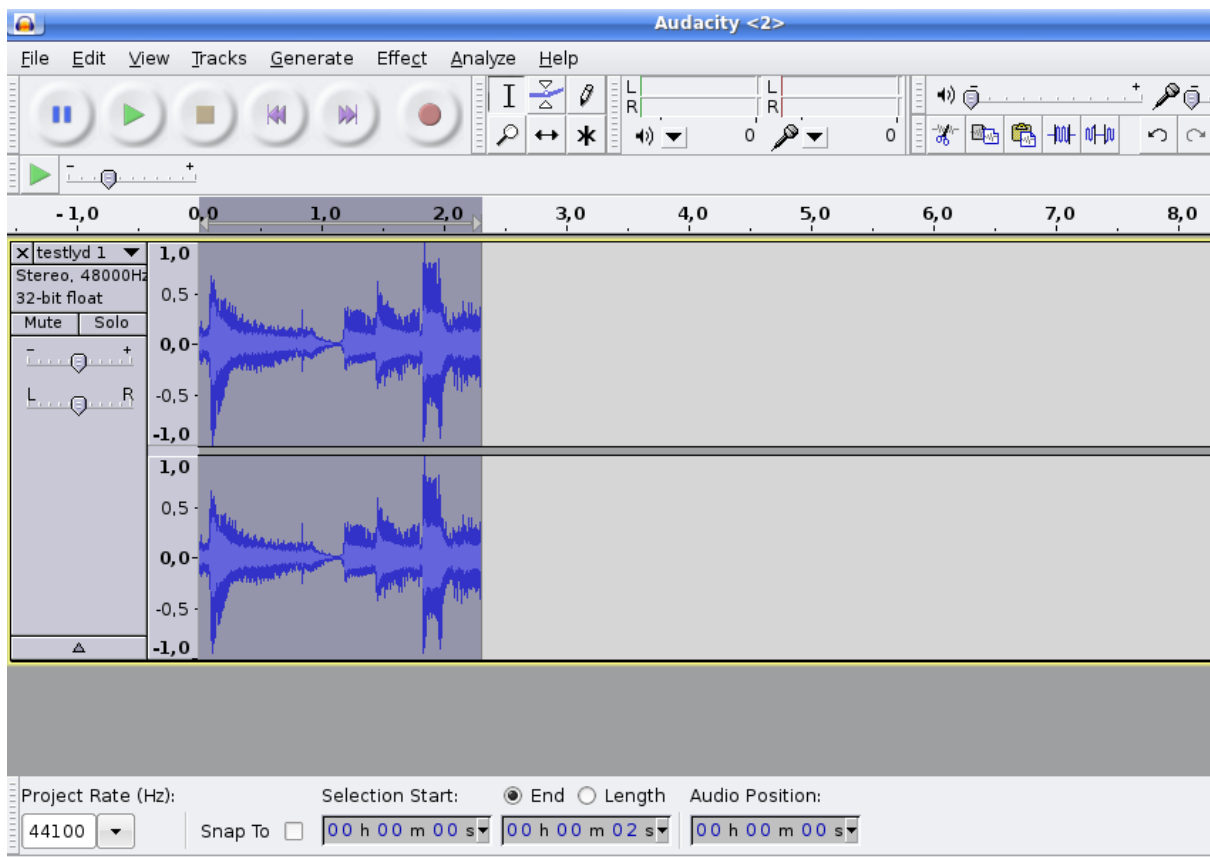 Audacity <2>
File Edit View Tracks Generate Effect Analyze Help
L L
R R
- +
0 0
- +
- 1,0 0,0 1,0 2,0 3,0 4,0 5,0 6,0 7,0 8,0
X testlyd 1 1,0
Stereo, 48000Hz
32-bit float 0,5
Mute Solo
- + 0,0
L R -0,5
-1,0
1,0
0,5
0,0
-0,5
-1,0
Project Rate (Hz): Selection Start: End Length Audio Position:
44100 Snap To 00 h 00 m 00 s 00 h 00 m 02 s 00 h 00 m 00 s